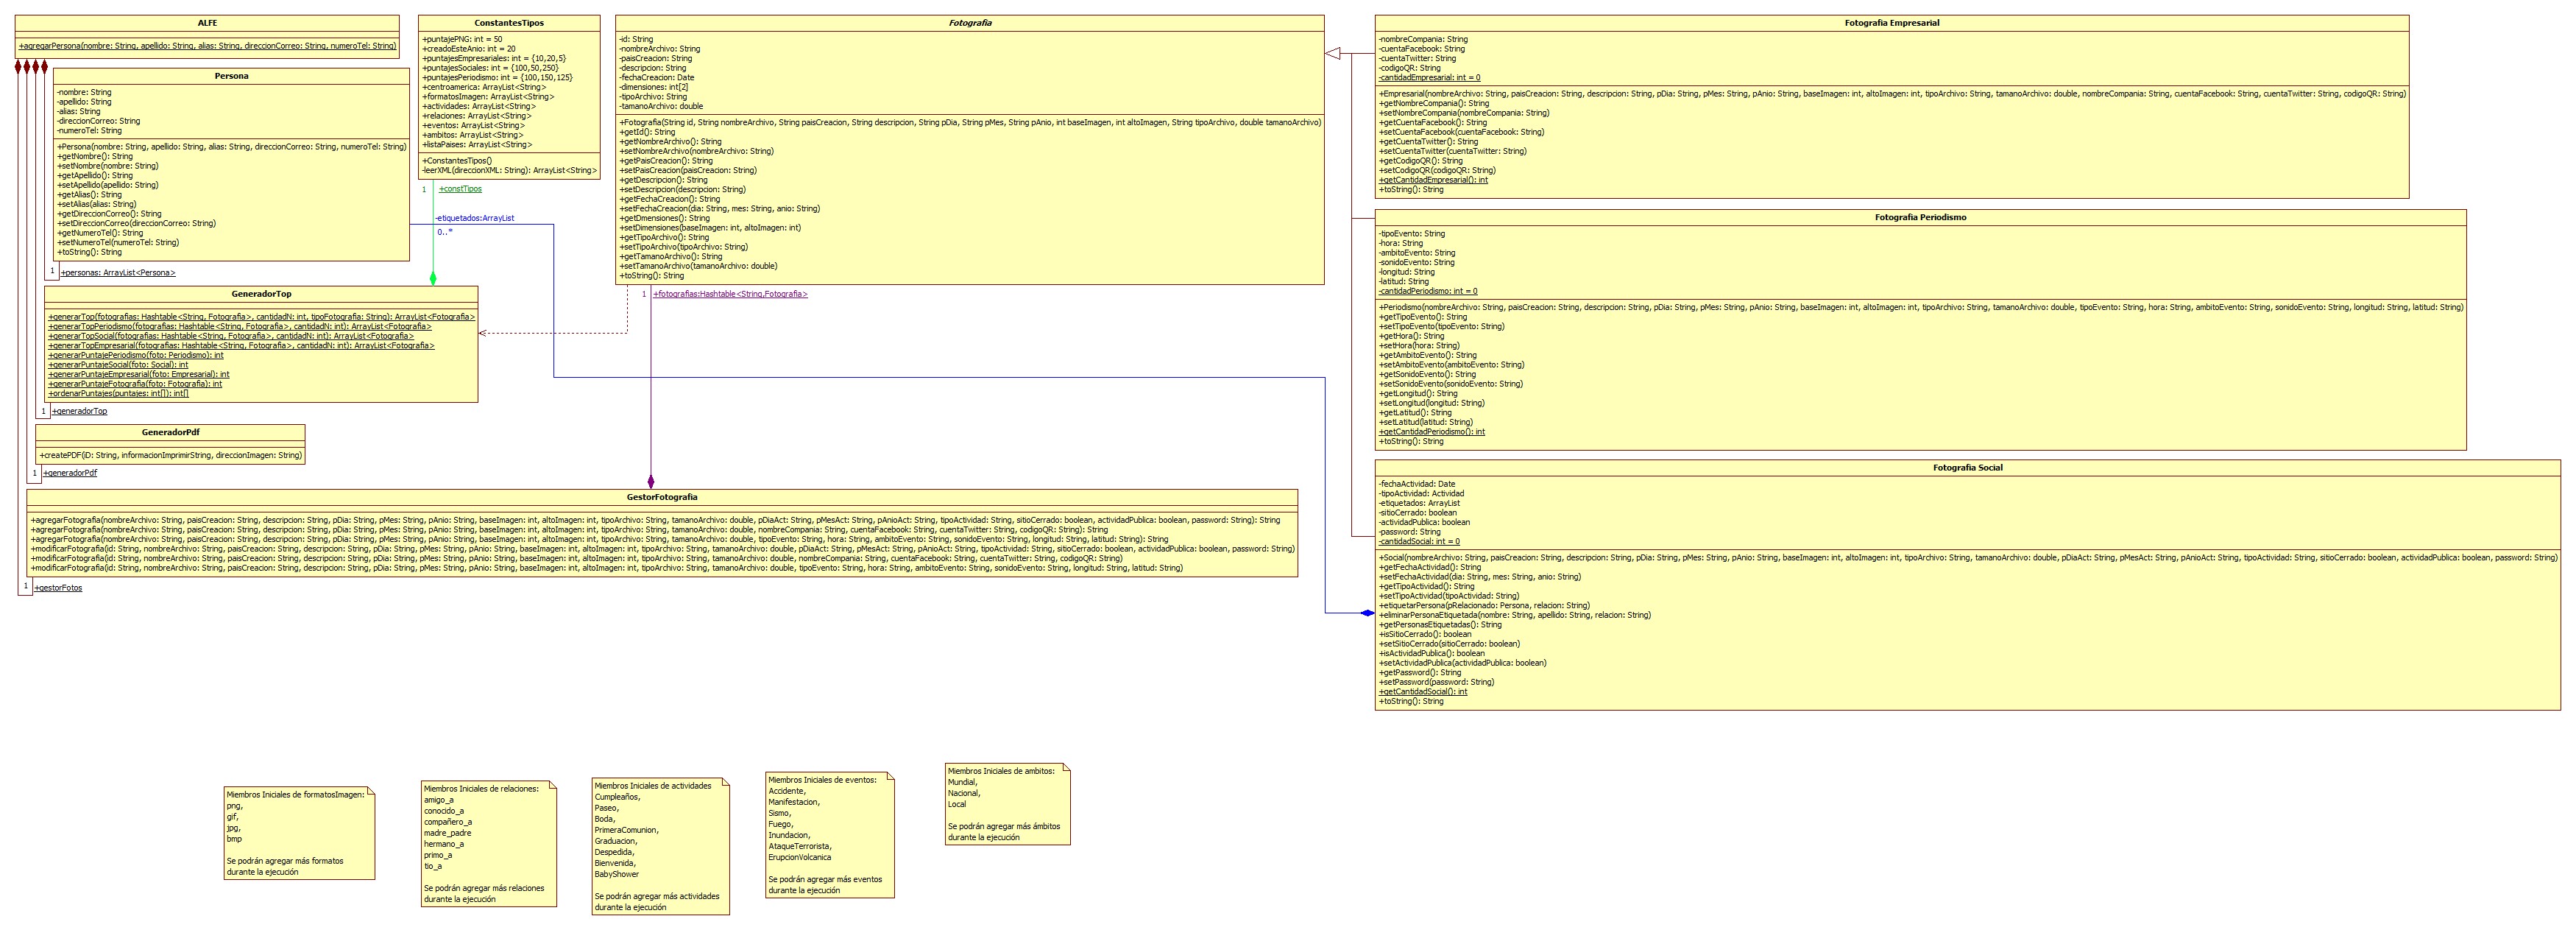 ALFE
+agregarPersona(nombre: String, apellido: String, alias: String, direccionCorreo: String, numeroTel: String)
Persona
-nombre: String
-apellido: String
-alias: String
-direccionCorreo: String
-numeroTel: String
+Persona(nombre: String, apellido: String, alias: String, direccionCorreo: String, numeroTel: String)
+getNombre(): String
+setNombre(nombre: String)
+getApellido(): String
+setApellido(apellido: String)
+getAlias(): String
+setAlias(alias: String)
+getDireccionCorreo(): String
+setDireccionCorreo(direccionCorreo: String)
+getNumeroTel(): String
+setNumeroTel(numeroTel: String)
+toString(): String
1 +personas: ArrayList<Persona>
ConstantesTipos
+puntajePNG: int = 50
+creadoEsteAnio: int = 20
+puntajesEmpresariales: int = {10,20,5}
+puntajesSociales: int = {100,50,250}
+puntajesPeriodismo: int = {100,150,125}
+centroamerica: ArrayList<String>
+formatosImagen: ArrayList<String>
+actividades: ArrayList<String>
+relaciones: ArrayList<String>
+eventos: ArrayList<String>
+ambitos: ArrayList<String>
+listaPaises: ArrayList<String>
+ConstantesTipos()
-leerXML(direccionXML: String): ArrayList<String>
1 +constTipos
-etiquetados:ArrayList
0..*
GeneradorTop
+generarTop(fotografias: Hashtable<String, Fotografia>, cantidadN: int, tipoFotografia: String): ArrayList<Fotografia>
+generarTopPeriodismo(fotografias: Hashtable<String, Fotografia>, cantidadN: int): ArrayList<Fotografia>
+generarTopSocial(fotografias: Hashtable<String, Fotografia>, cantidadN: int): ArrayList<Fotografia>
+generarTopEmpresarial(fotografias: Hashtable<String, Fotografia>, cantidadN: int): ArrayList<Fotografia>
+generarPuntajePeriodismo(foto: Periodismo): int
+generarPuntajeSocial(foto: Social): int
+generarPuntajeEmpresarial(foto: Empresarial): int
+generarPuntajeFotografia(foto: Fotografia): int
+ordenarPuntajes(puntajes: int[]): int[]
1 +generadorTop
GeneradorPdf
+createPDF(iD: String, informacionImprimirString, direccionImagen: String)
1 +generadorPdf
Fotografia
-id: String
-nombreArchivo: String
-paisCreacion: String
-descripcion: String
-fechaCreacion: Date
-dimensiones: int[2]
-tipoArchivo: String
-tamanoArchivo: double
+Fotografia(String id, String nombreArchivo, String paisCreacion, String descripcion, String pDia, String pMes, String pAnio, int baseImagen, int altoImagen, String tipoArchivo, double tamanoArchivo)
+getId(): String
+getNombreArchivo(): String
+setNombreArchivo(nombreArchivo: String)
+getPaisCreacion(): String
+setPaisCreacion(paisCreacion: String)
+getDescripcion(): String
+setDescripcion(descripcion: String)
+getFechaCreacion(): String
+setFechaCreacion(dia: String, mes: String, anio: String)
+getDmensiones(): String
+setDimensiones(baseImagen: int, altoImagen: int)
+getTipoArchivo(): String
+setTipoArchivo(tipoArchivo: String)
+getTamanoArchivo(): String
+setTamanoArchivo(tamanoArchivo: double)
+toString(): String
1 +fotografias:Hashtable<String,Fotografia>
GestorFotografia
+agregarFotografia(nombreArchivo: String, paisCreacion: String, descripcion: String, pDia: String, pMes: String, pAnio: String, baseImagen: int, altoImagen: int, tipoArchivo: String, tamanoArchivo: double, pDiaAct: String, pMesAct: String, pAnioAct: String, tipoActividad: String, sitioCerrado: boolean, actividadPublica: boolean, password: String): String
+agregarFotografia(nombreArchivo: String, paisCreacion: String, descripcion: String, pDia: String, pMes: String, pAnio: String, baseImagen: int, altoImagen: int, tipoArchivo: String, tamanoArchivo: double, nombreCompania: String, cuentaFacebook: String, cuentaTwitter: String, codigoQR: String): String
+agregarFotografia(nombreArchivo: String, paisCreacion: String, descripcion: String, pDia: String, pMes: String, pAnio: String, baseImagen: int, altoImagen: int, tipoArchivo: String, tamanoArchivo: double, tipoEvento: String, hora: String, ambitoEvento: String, sonidoEvento: String, longitud: String, latitud: String): String
+modificarFotografia(id: String, nombreArchivo: String, paisCreacion: String, descripcion: String, pDia: String, pMes: String, pAnio: String, baseImagen: int, altoImagen: int, tipoArchivo: String, tamanoArchivo: double, pDiaAct: String, pMesAct: String, pAnioAct: String, tipoActividad: String, sitioCerrado: boolean, actividadPublica: boolean, password: String)
+modificarFotografia(id: String, nombreArchivo: String, paisCreacion: String, descripcion: String, pDia: String, pMes: String, pAnio: String, baseImagen: int, altoImagen: int, tipoArchivo: String, tamanoArchivo: double, nombreCompania: String, cuentaFacebook: String, cuentaTwitter: String, codigoQR: String)
+modificarFotografia(id: String, nombreArchivo: String, paisCreacion: String, descripcion: String, pDia: String, pMes: String, pAnio: String, baseImagen: int, altoImagen: int, tipoArchivo: String, tamanoArchivo: double, tipoEvento: String, hora: String, ambitoEvento: String, sonidoEvento: String, longitud: String, latitud: String)
1 +gestorFotos
Fotografia Empresarial
-nombreCompania: String
-cuentaFacebook: String
-cuentaTwitter: String
-codigoQR: String
-cantidadEmpresarial: int = 0
+Empresarial(nombreArchivo: String, paisCreacion: String, descripcion: String, pDia: String, pMes: String, pAnio: String, baseImagen: int, altoImagen: int, tipoArchivo: String, tamanoArchivo: double, nombreCompania: String, cuentaFacebook: String, cuentaTwitter: String, codigoQR: String)
+getNombreCompania(): String
+setNombreCompania(nombreCompania: String)
+getCuentaFacebook(): String
+setCuentaFacebook(cuentaFacebook: String)
+getCuentaTwitter(): String
+setCuentaTwitter(cuentaTwitter: String)
+getCodigoQR(): String
+setCodigoQR(codigoQR: String)
+getCantidadEmpresarial(): int
+toString(): String
Fotografia Periodismo
-tipoEvento: String
-hora: String
-ambitoEvento: String
-sonidoEvento: String
-longitud: String
-latitud: String
-cantidadPeriodismo: int = 0
+Periodismo(nombreArchivo: String, paisCreacion: String, descripcion: String, pDia: String, pMes: String, pAnio: String, baseImagen: int, altoImagen: int, tipoArchivo: String, tamanoArchivo: double, tipoEvento: String, hora: String, ambitoEvento: String, sonidoEvento: String, longitud: String, latitud: String)
+getTipoEvento(): String
+setTipoEvento(tipoEvento: String)
+getHora(): String
+setHora(hora: String)
+getAmbitoEvento(): String
+setAmbitoEvento(ambitoEvento: String)
+getSonidoEvento(): String
+setSonidoEvento(sonidoEvento: String)
+getLongitud(): String
+setLongitud(longitud: String)
+getLatitud(): String
+setLatitud(latitud: String)
+getCantidadPeriodismo(): int
+toString(): String
Fotografia Social
-fechaActividad: Date
-tipoActividad: Actividad
-etiquetados: ArrayList
-sitioCerrado: boolean
-actividadPublica: boolean
-password: String
-cantidadSocial: int = 0
+Social(nombreArchivo: String, paisCreacion: String, descripcion: String, pDia: String, pMes: String, pAnio: String, baseImagen: int, altoImagen: int, tipoArchivo: String, tamanoArchivo: double, pDiaAct: String, pMesAct: String, pAnioAct: String, tipoActividad: String, sitioCerrado: boolean, actividadPublica: boolean, password: String)
+getFechaActividad(): String
+setFechaActividad(dia: String, mes: String, anio: String)
+getTipoActividad(): String
+setTipoActividad(tipoActividad: String)
+etiquetarPersona(pRelacionado: Persona, relacion: String)
+eliminarPersonaEtiquetada(nombre: String, apellido: String, relacion: String)
+getPersonasEtiquetadas(): String
+isSitioCerrado(): boolean
+setSitioCerrado(sitioCerrado: boolean)
+isActividadPublica(): boolean
+setActividadPublica(actividadPublica: boolean)
+getPassword(): String
+setPassword(password: String)
+getCantidadSocial(): int
+toString(): String
Miembros Iniciales de formatosImagen:
png,
gif,
jpg,
bmp
Se podrán agregar más formatos
durante la ejecución
Miembros Iniciales de relaciones:
amigo_a
conocido_a
compañero_a
madre_padre
hermano_a
primo_a
tio_a
Se podrán agregar más relaciones
durante la ejecución
Miembros Iniciales de actividades
Cumpleaños,
Paseo,
Boda,
PrimeraComunion,
Graduacion,
Despedida,
Bienvenida,
BabyShower
Se podrán agregar más actividades
durante la ejecución
Miembros Iniciales de eventos:
Accidente,
Manifestacion,
Sismo,
Fuego,
Inundacion,
AtaqueTerrorista,
ErupcionVolcanica
Se podrán agregar más eventos
durante la ejecución
Miembros Iniciales de ambitos:
Mundial,
Nacional,
Local
Se podrán agregar más ámbitos
durante la ejecución